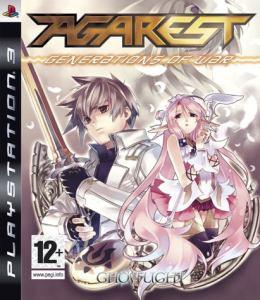 PLAYSTATION 3
AGAREST
GENERATIONS OF WAR
12+
www.pegi.info
GHOSTLIGHT